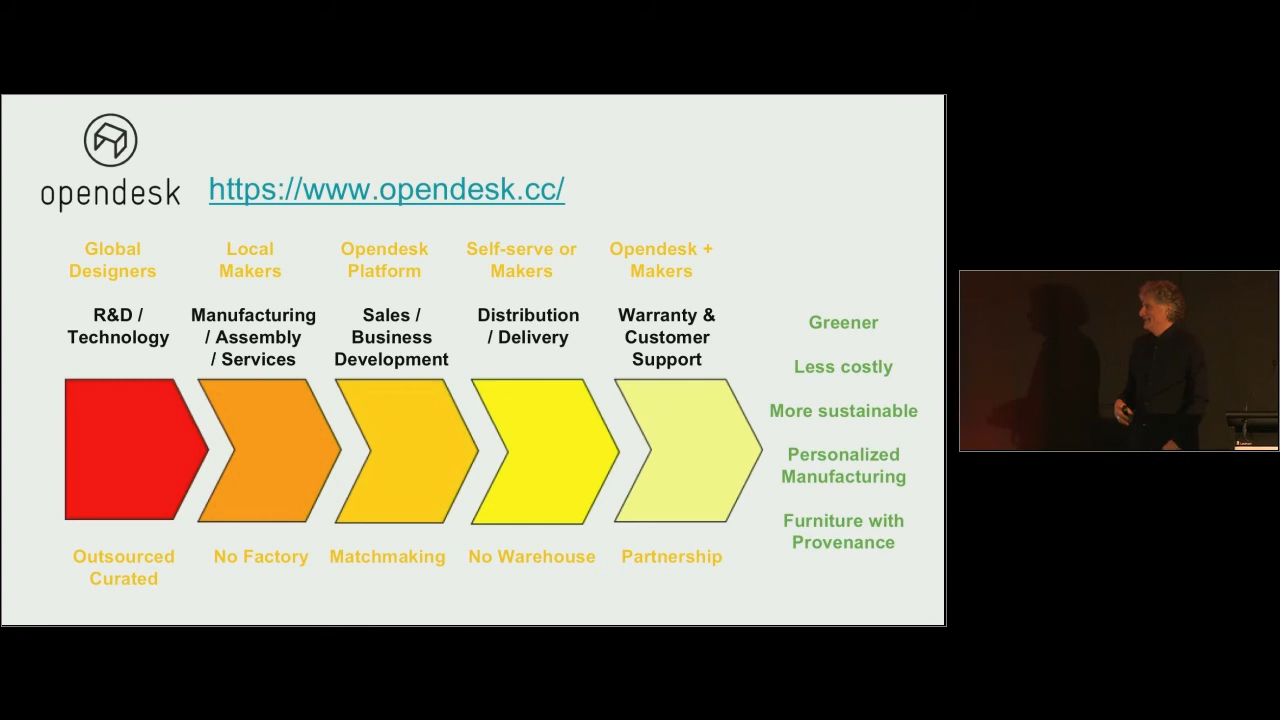 opendesk
https://www.opendesk.cc/
Global
Designers
Local
Makers
Opendesk
Platform
Self-serve or
Makers
Opendesk +
Makers
R&D /
Technology
Manufacturing
/ Assembly
/ Services
Sales /
Business
Development
Distribution
/ Delivery
Warranty &
Customer
Support
Outsourced
Curated
No Factory
Matchmaking
No Warehouse
Partnership
Greener
Less costly
More sustainable
Personalized
Manufacturing
Furniture with
Provenance